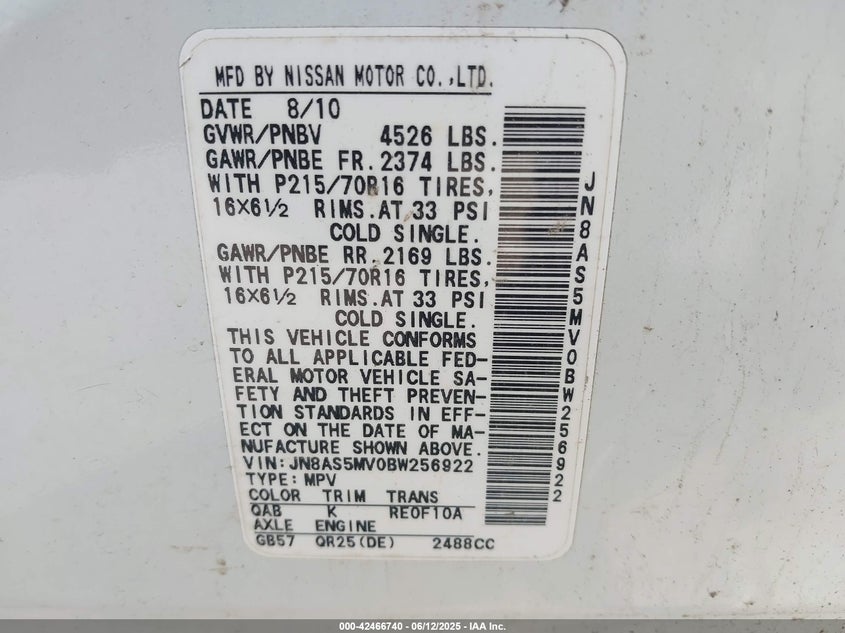 MFD BY NISSAN MOTOR CO.,LTD.
DATE 8/10
GVWR/PNBV 4526 LBS.
GAWR/PNBE FR. 2374 LBS.
WITH P215/70R16 TIRES,
16X6½ RIMS.AT 33 PSI
COLD SINGLE.
GAWR/PNBE RR. 2169 LBS.
WITH P215/70R16 TIRES,
16X6½ RIMS.AT 33 PSI
COLD SINGLE.
THIS VEHICLE CONFORMS
TO ALL APPLICABLE FED-
ERAL MOTOR VEHICLE SA-
FETY AND THEFT PREVEN-
TION STANDARDS IN EFF-
ECT ON THE DATE OF MA-
NUFACTURE SHOWN ABOVE.
VIN: JN8AS5MV0BW256922
TYPE: MPV
COLOR TRIM TRANS
QAB K RE0F10A
AXLE ENGINE
GB57 QR25(DE) 2488CC
JN8AS5MV0BW256922
000-42466740 - 06/12/2025 - IAA Inc.